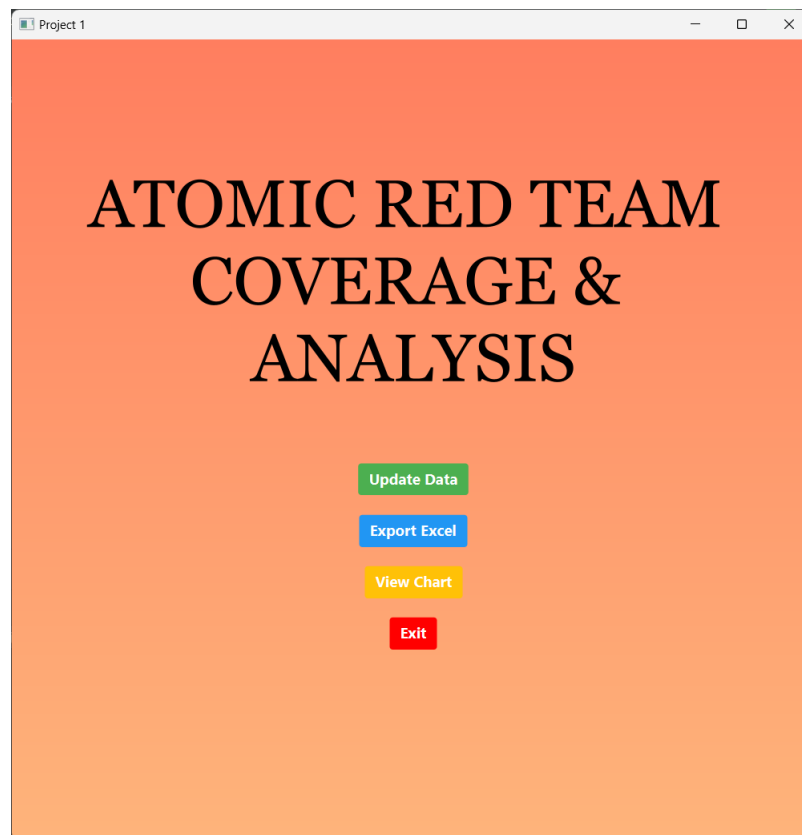 Project 1
ATOMIC RED TEAM
COVERAGE &
ANALYSIS
Update Data
Export Excel
View Chart
Exit